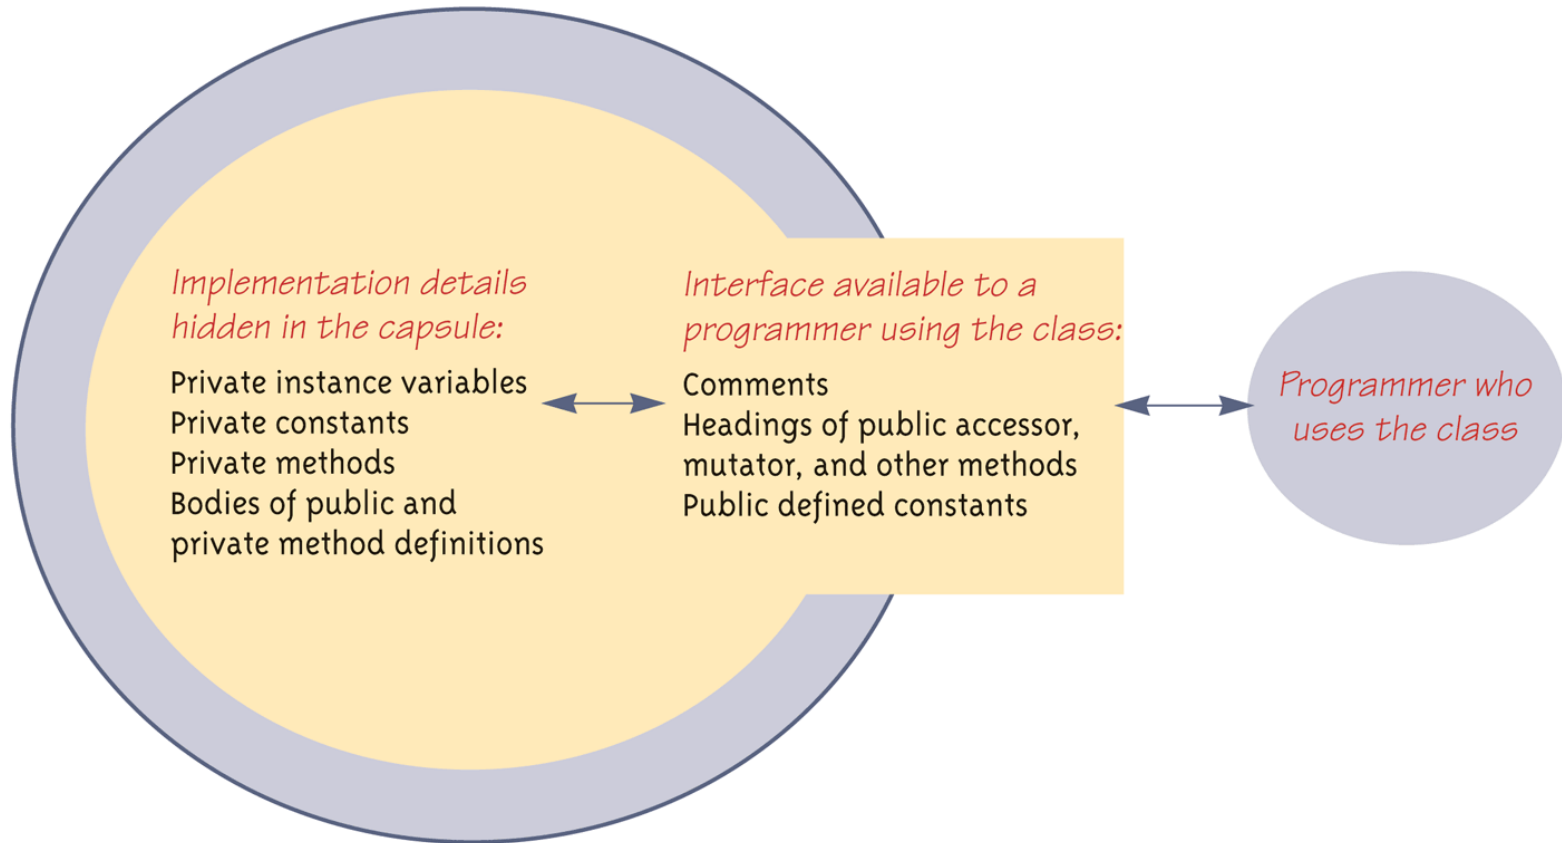 Implementation details
hidden in the capsule:
Private instance variables
Private constants
Private methods
Bodies of public and
private method definitions
Interface available to a
programmer using the class:
Comments
Headings of public accessor,
mutator, and other methods
Public defined constants
Programmer who
uses the class